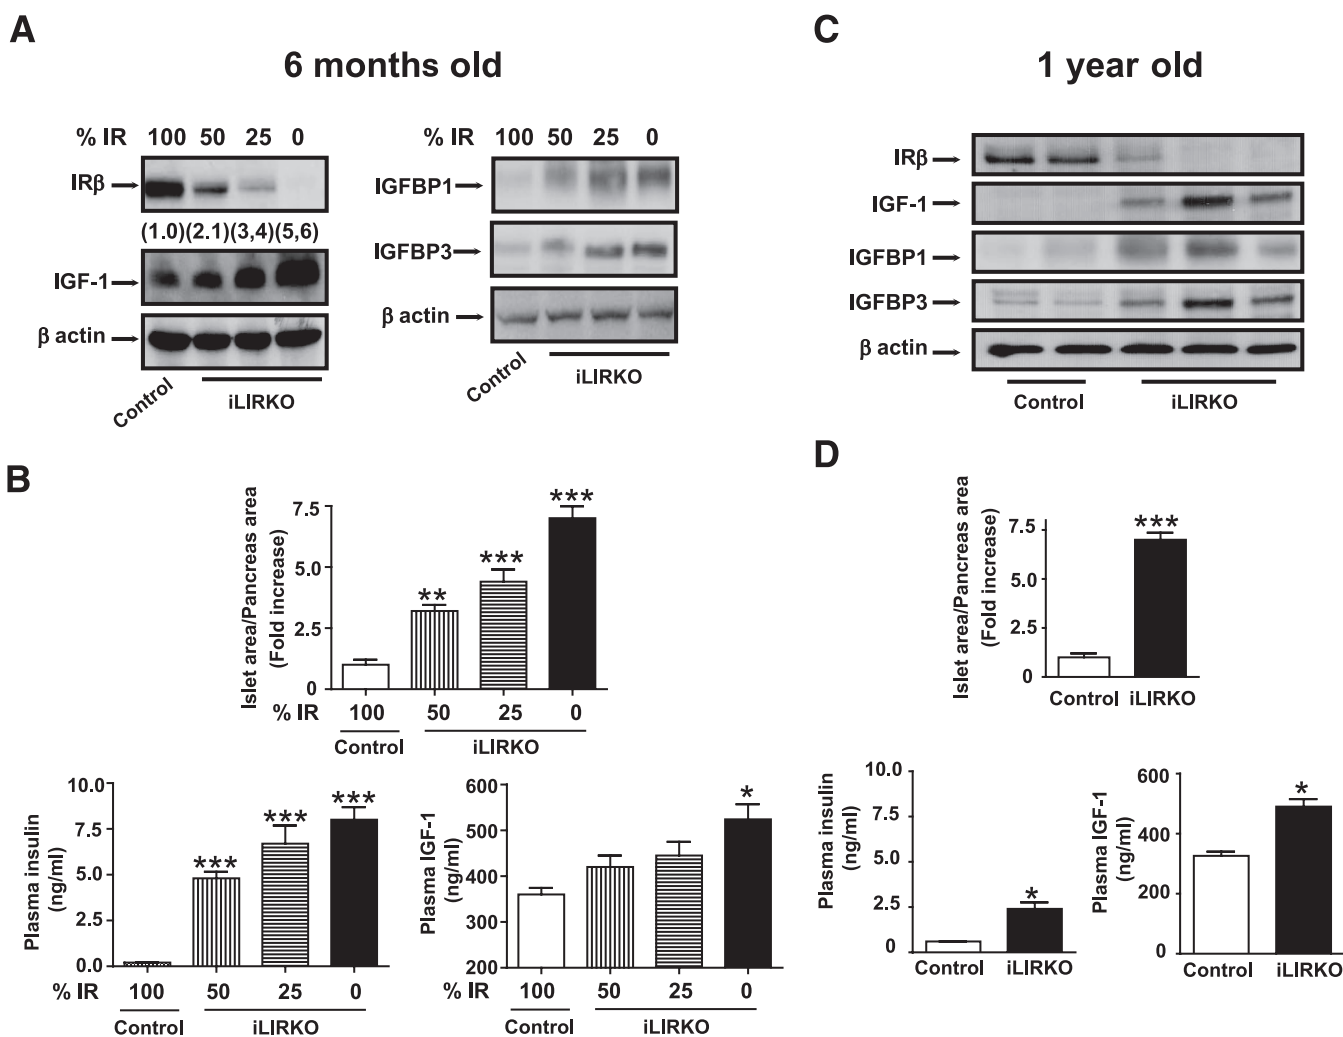 A
6 months old
% IR 100 50 25 0
IRβ
(1.0)(2.1)(3,4)(5,6)
IGF-1
β actin
Control
iLIRKO
% IR 100 50 25 0
IGFBP1
IGFBP3
β actin
Control
iLIRKO
C
1 year old
IRβ
IGF-1
IGFBP1
IGFBP3
β actin
Control iLIRKO
B
Islet area/Pancreas area
(Fold increase)
7.5
5.0
2.5
0
**
***
***
% IR 100 50 25 0
Control iLIRKO
Plasma insulin
(ng/ml)
10.0
7.5
5.0
2.5
0.0
***
***
***
% IR 100 50 25 0
Control iLIRKO
Plasma IGF-1
(ng/ml)
600
500
400
300
200
*
% IR 100 50 25 0
Control iLIRKO
D
Islet area/Pancreas area
(Fold increase)
7.5
5.0
2.5
0
***
Control iLIRKO
Plasma insulin
(ng/ml)
10.0
7.5
5.0
2.5
0
*
Control iLIRKO
Plasma IGF-1
(ng/ml)
600
400
200
0
*
Control iLIRKO